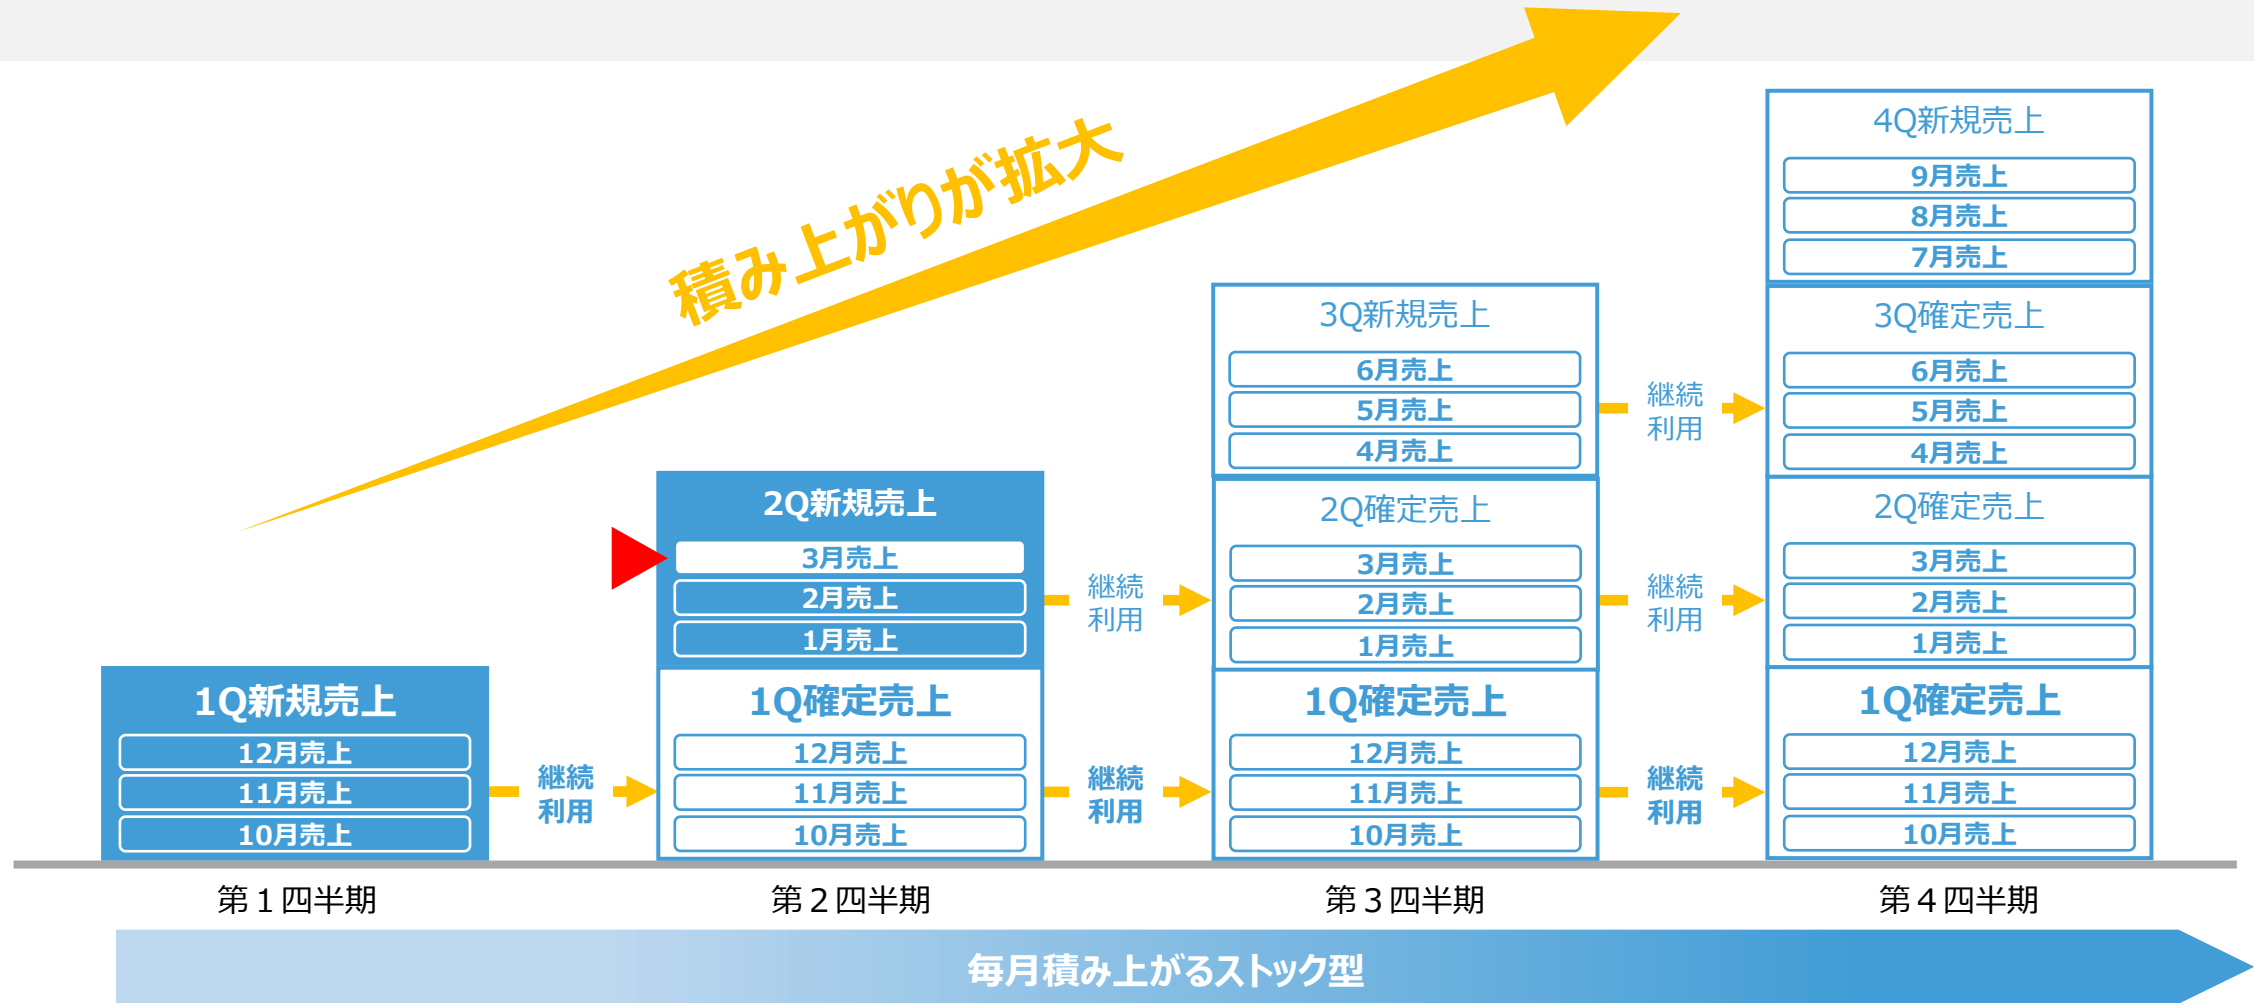 積み上がりが拡大
1Q新規売上
12月売上
11月売上
10月売上
継続
利用
2Q新規売上
3月売上
2月売上
1月売上
1Q確定売上
12月売上
11月売上
10月売上
継続
利用
継続
利用
3Q新規売上
6月売上
5月売上
4月売上
2Q確定売上
3月売上
2月売上
1月売上
1Q確定売上
12月売上
11月売上
10月売上
継続
利用
継続
利用
継続
利用
4Q新規売上
9月売上
8月売上
7月売上
3Q確定売上
6月売上
5月売上
4月売上
2Q確定売上
3月売上
2月売上
1月売上
1Q確定売上
12月売上
11月売上
10月売上
第１四半期
第２四半期
第３四半期
第４四半期
毎月積み上がるストック型